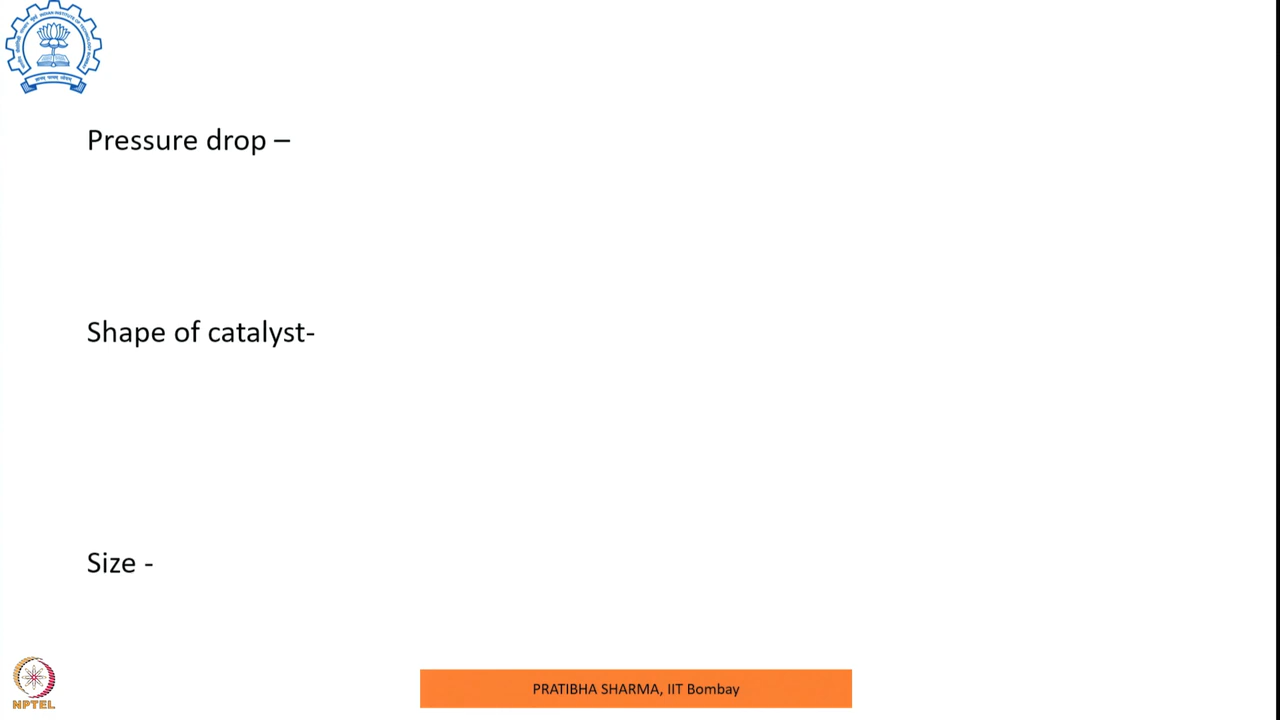 Pressure drop –
Shape of catalyst-
Size -
NPTEL
PRATIBHA SHARMA, IIT Bombay